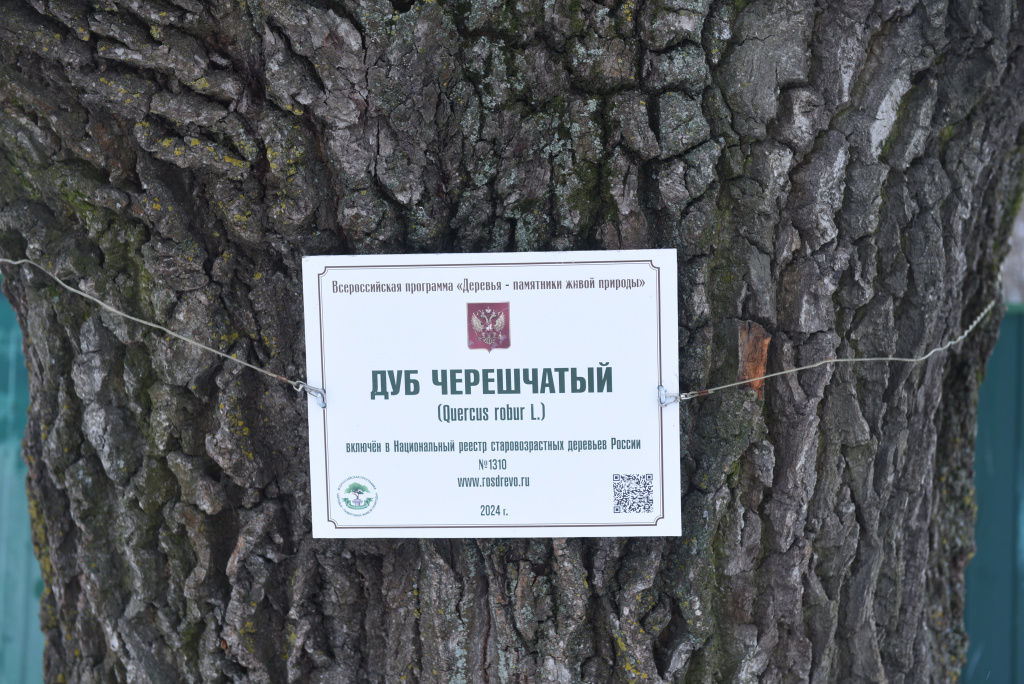 Всероссийская программа «Деревья - памятники живой природы»
ДУБ ЧЕРЕШЧАТЫЙ
(Quercus robur L.)
включён в Национальный реестр старовозрастных деревьев России
№1310
www.rosdrevo.ru
2024 г.